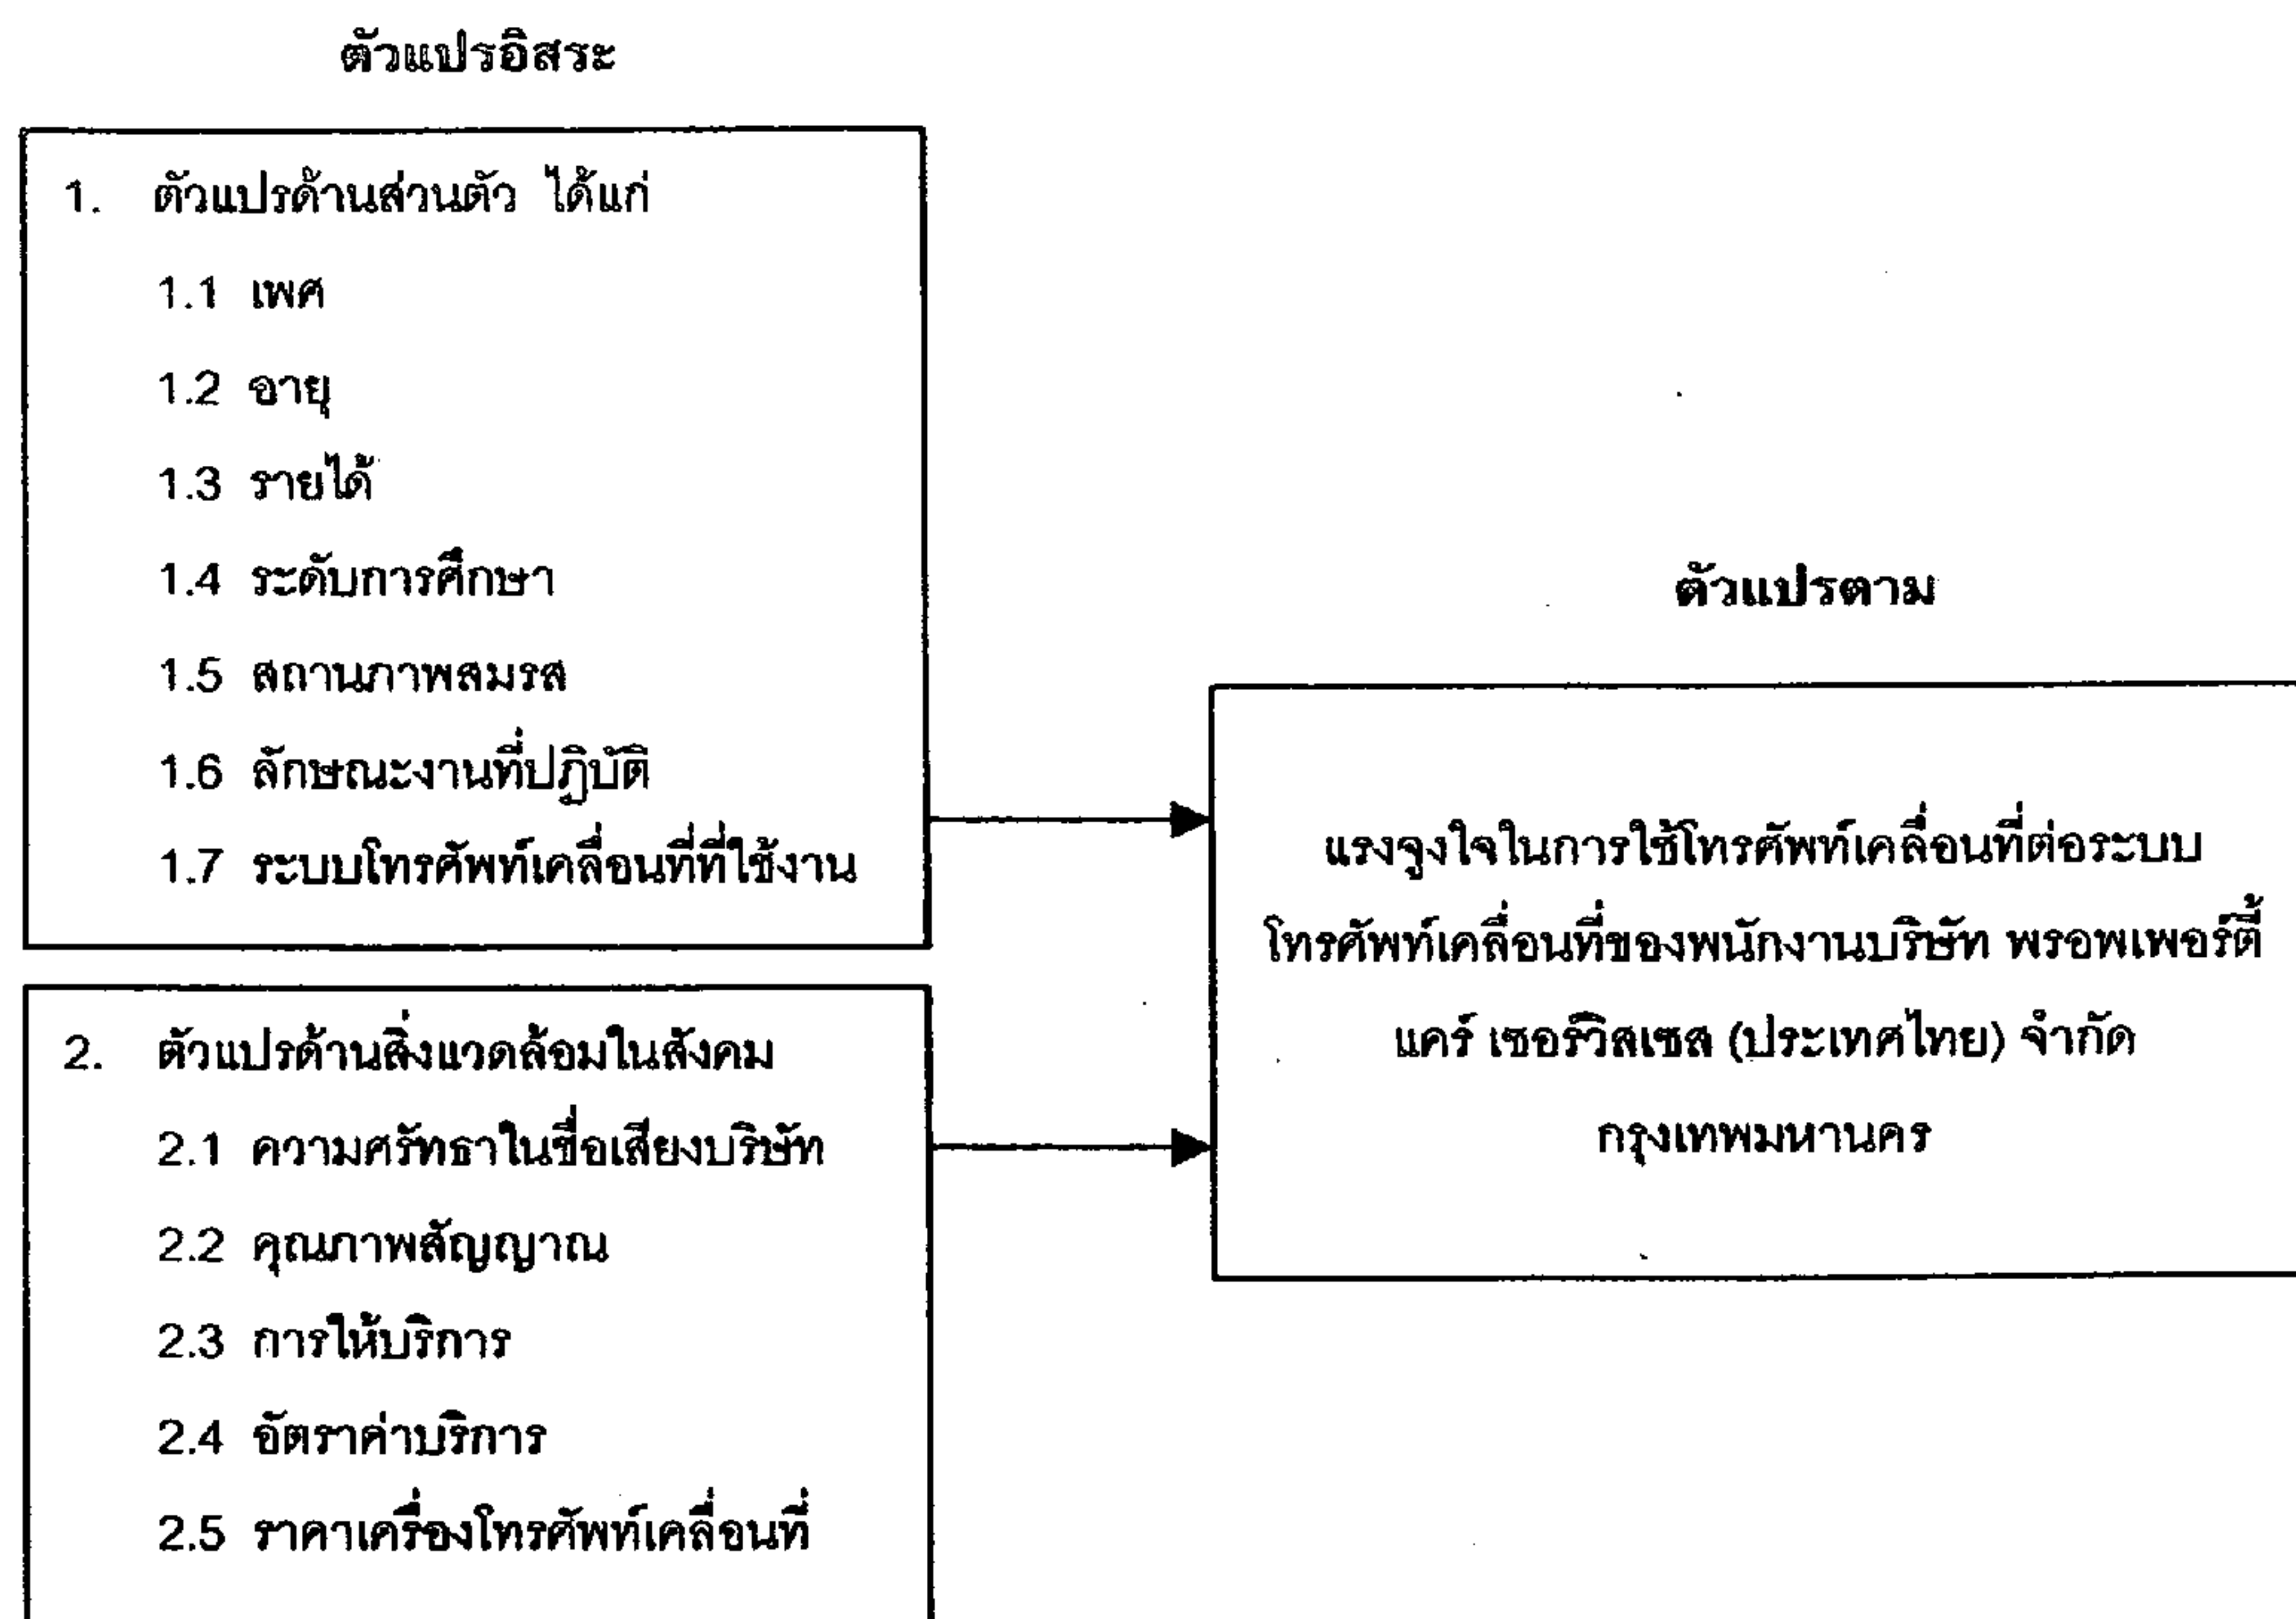 ตัวแปรอิสระ
1. ตัวแปรด้านส่วนตัว ได้แก่
1.1 เพศ
1.2 อายุ
1.3 รายได้
1.4 ระดับการศึกษา
1.5 สถานภาพสมรส
1.6 ลักษณะงานที่ปฏิบัติ
1.7 ระบบโทรศัพท์เคลื่อนที่ที่ใช้งาน
2. ตัวแปรด้านสิ่งแวดล้อมในสังคม
2.1 ความศรัทธาในชื่อเสียงบริษัท
2.2 คุณภาพสัญญาณ
2.3 การให้บริการ
2.4 อัตราค่าบริการ
2.5 ราคาเครื่องโทรศัพท์เคลื่อนที่
ตัวแปรตาม
แรงจูงใจในการใช้โทรศัพท์เคลื่อนที่ต่อระบบ
โทรศัพท์เคลื่อนที่ของพนักงานบริษัท พรอพเพอร์ตี้
แคร์ เซอร์วิสเซส (ประเทศไทย) จำกัด
กรุงเทพมหานคร